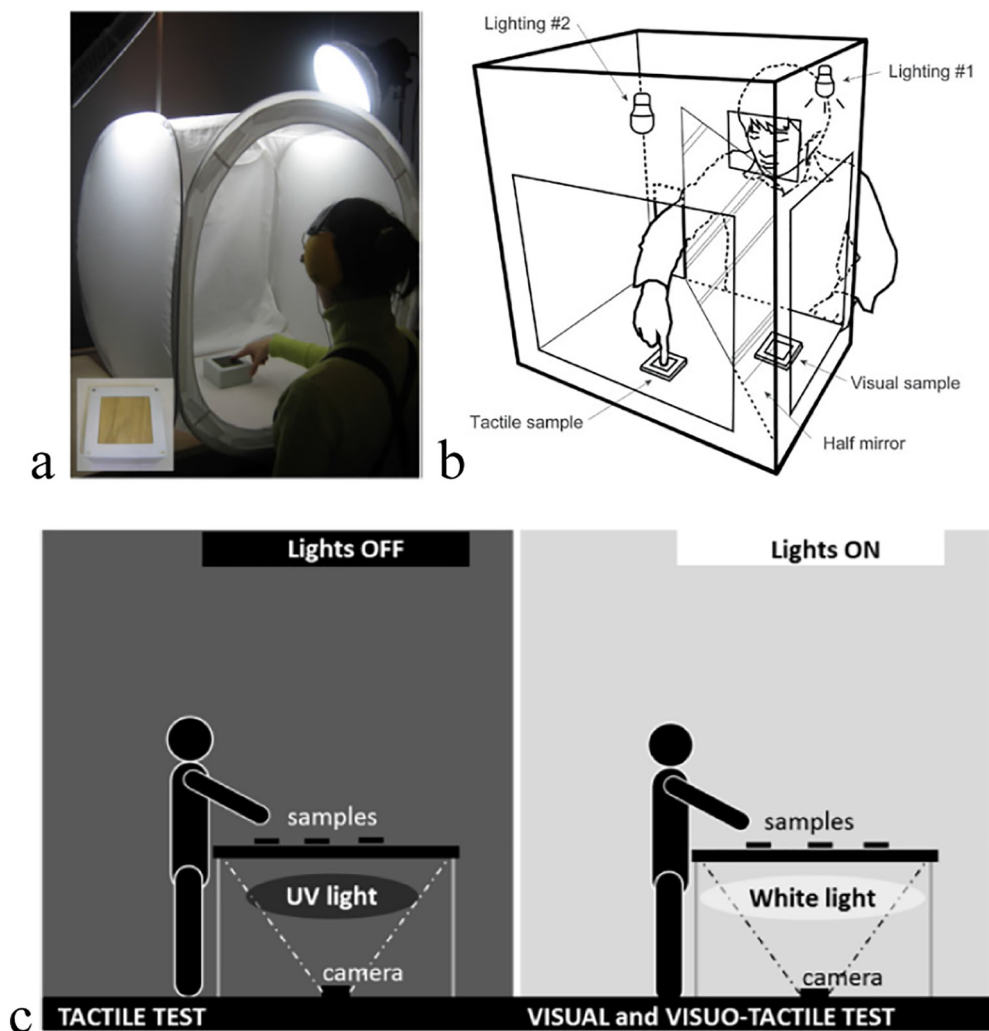 a
Lighting #2
Lighting #1
Tactile sample
Visual sample
Half mirror
b
Lights OFF
samples
UV light
camera
TACTILE TEST
Lights ON
samples
White light
camera
VISUAL and VISUO-TACTILE TEST
c